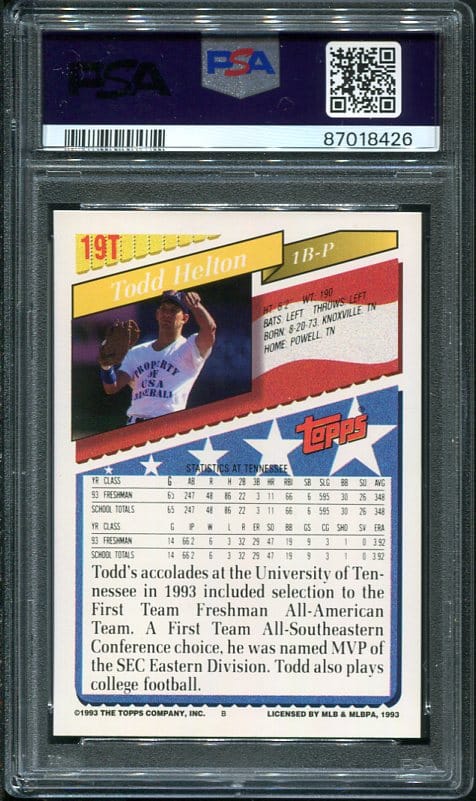 PSA
PSA
87018426
19T
Todd Helton
1B-P
HT: 6'2" WT: 190
BATS: LEFT THROWS: LEFT
BORN: 8-20-73, KNOXVILLE, TN
HOME: POWELL, TN
PROPERTY
OF
USA
BASEBALL
topps
STATISTICS AT TENNESSEE
YR CLASS G AB R H 2B 3B HR RBI SB SLG BB SO AVG
93 FRESHMAN 65 247 48 86 22 3 11 66 6 595 30 26 348
SCHOOL TOTALS 65 247 48 86 22 3 11 66 6 595 30 26 348
YR CLASS G IP W L R ER SO BB GS CG SHO SV ERA
93 FRESHMAN 14 66.2 6 3 32 29 47 19 9 3 1 0 3.92
SCHOOL TOTALS 14 66.2 6 3 32 29 47 19 9 3 1 0 3.92
Todd's accolades at the University of Ten-
nessee in 1993 included selection to the
First Team Freshman All-American
Team. A First Team All-Southeastern
Conference choice, he was named MVP of
the SEC Eastern Division. Todd also plays
college football.
©1993 THE TOPPS COMPANY, INC. B LICENSED BY MLB & MLBPA, 1993